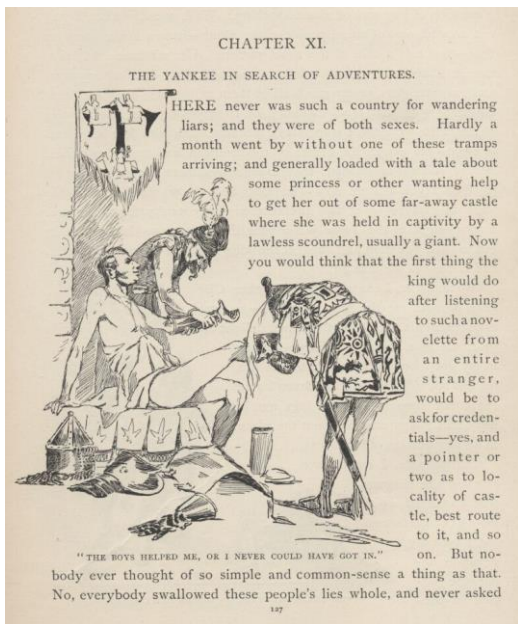 CHAPTER XI.
THE YANKEE IN SEARCH OF ADVENTURES.
THERE never was such a country for wandering
liars; and they were of both sexes. Hardly a
month went by without one of these tramps
arriving; and generally loaded with a tale about
some princess or other wanting help
to get her out of some far-away castle
where she was held in captivity by a
lawless scoundrel, usually a giant. Now
you would think that the first thing the
king would do
after listening
to such a nov-
elette from
an entire
stranger,
would be to
ask for creden-
tials—yes, and
a pointer or
two as to lo-
cality of cas-
tle, best route
to it, and so
on. But no-
"THE BOYS HELPED ME, OR I NEVER COULD HAVE GOT IN."
body ever thought of so simple and common-sense a thing as that.
No, everybody swallowed these people's lies whole, and never asked
127